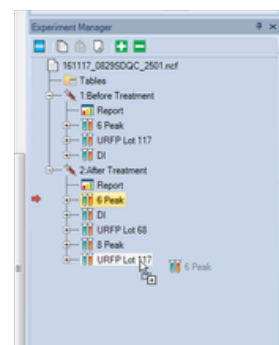 Experiment Manager
161117_0829SDQC_2501.ncf
Tables
1:Before Treatment
Report
6 Peak
URFP Lot 117
DI
2:After Treatment
Report
6 Peak
DI
URFP Lot 68
8 Peak
URFP Lot 117
6 Peak